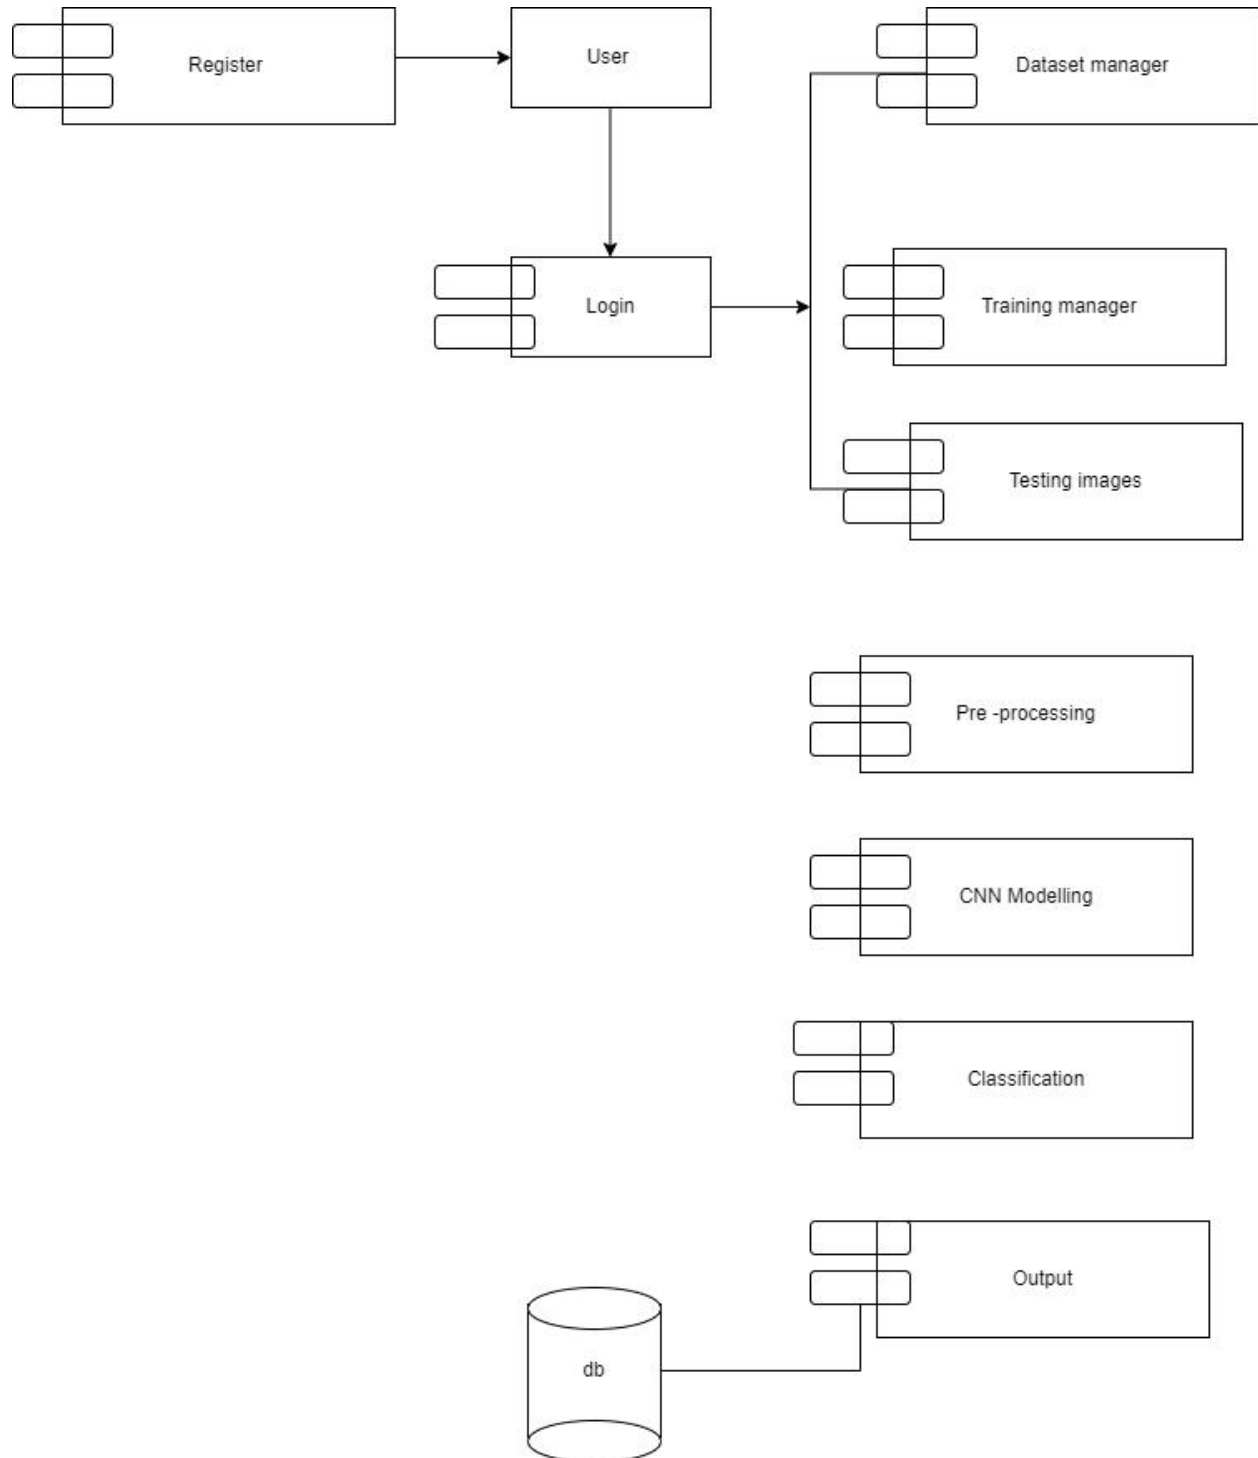 Register
User
Dataset manager
Login
Training manager
Testing images
Pre -processing
CNN Modelling
Classification
Output
db